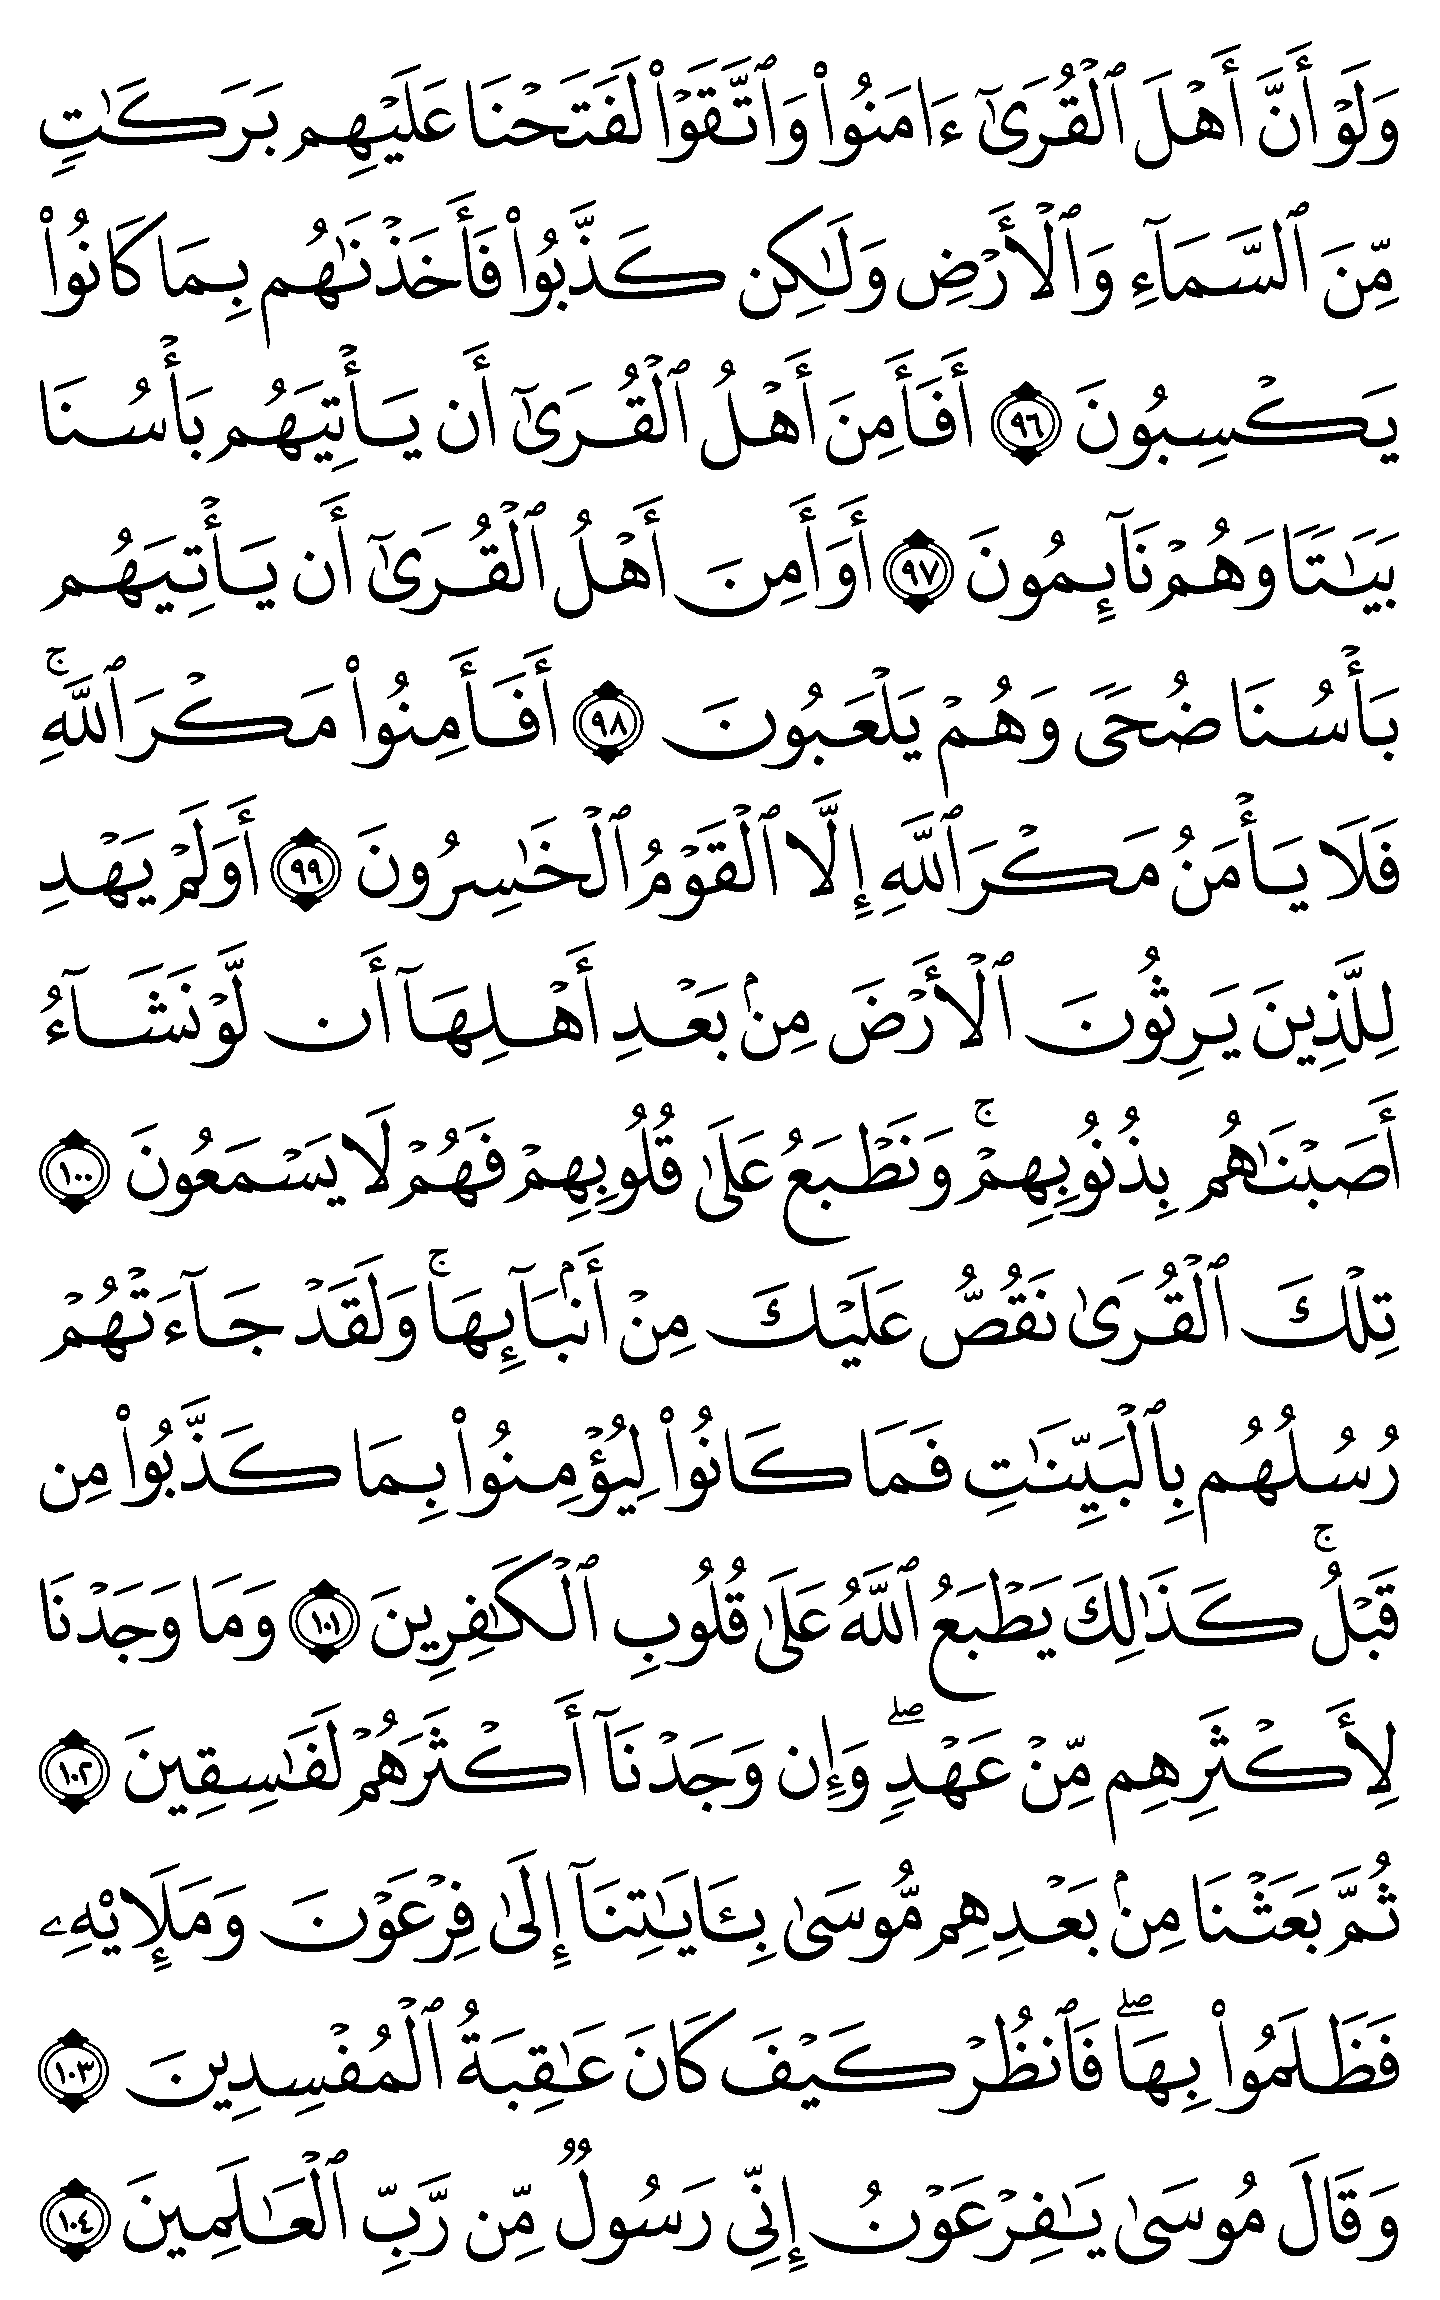 وَلَوۡ أَنَّ أَهۡلَ ٱلۡقُرَىٰٓ ءَامَنُواْ وَٱتَّقَوۡاْ لَفَتَحۡنَا عَلَيۡهِم بَرَكَٰتٖ
مِّنَ ٱلسَّمَآءِ وَٱلۡأَرۡضِ وَلَٰكِن كَذَّبُواْ فَأَخَذۡنَٰهُم بِمَا كَانُواْ
يَكۡسِبُونَ ٩٦ أَفَأَمِنَ أَهۡلُ ٱلۡقُرَىٰٓ أَن يَأۡتِيَهُم بَأۡسُنَا
بَيَٰتٗا وَهُمۡ نَآئِمُونَ ٩٧ أَوَأَمِنَ أَهۡلُ ٱلۡقُرَىٰٓ أَن يَأۡتِيَهُم
بَأۡسُنَا ضُحٗى وَهُمۡ يَلۡعَبُونَ ٩٨ أَفَأَمِنُواْ مَكۡرَ ٱللَّهِۚ
فَلَا يَأۡمَنُ مَكۡرَ ٱللَّهِ إِلَّا ٱلۡقَوۡمُ ٱلۡخَٰسِرُونَ ٩٩ أَوَلَمۡ يَهۡدِ
لِلَّذِينَ يَرِثُونَ ٱلۡأَرۡضَ مِنۢ بَعۡدِ أَهۡلِهَآ أَن لَّوۡ نَشَآءُ
أَصَبۡنَٰهُم بِذُنُوبِهِمۡۚ وَنَطۡبَعُ عَلَىٰ قُلُوبِهِمۡ فَهُمۡ لَا يَسۡمَعُونَ ١٠٠
تِلۡكَ ٱلۡقُرَىٰ نَقُصُّ عَلَيۡكَ مِنۡ أَنۢبَآئِهَاۚ وَلَقَدۡ جَآءَتۡهُمۡ
رُسُلُهُم بِٱلۡبَيِّنَٰتِ فَمَا كَانُواْ لِيُؤۡمِنُواْ بِمَا كَذَّبُواْ مِن
قَبۡلُۚ كَذَٰلِكَ يَطۡبَعُ ٱللَّهُ عَلَىٰ قُلُوبِ ٱلۡكَٰفِرِينَ ١٠١ وَمَا وَجَدۡنَا
لِأَكۡثَرِهِم مِّنۡ عَهۡدٖۖ وَإِن وَجَدۡنَآ أَكۡثَرَهُمۡ لَفَٰسِقِينَ ١٠٢
ثُمَّ بَعَثۡنَا مِنۢ بَعۡدِهِم مُّوسَىٰ بِـَٔايَٰتِنَآ إِلَىٰ فِرۡعَوۡنَ وَمَلَإِيْهِۦ
فَظَلَمُواْ بِهَاۖ فَٱنظُرۡ كَيۡفَ كَانَ عَٰقِبَةُ ٱلۡمُفۡسِدِينَ ١٠٣
وَقَالَ مُوسَىٰ يَٰفِرۡعَوۡنُ إِنِّي رَسُولٞ مِّن رَّبِّ ٱلۡعَٰلَمِينَ ١٠٤